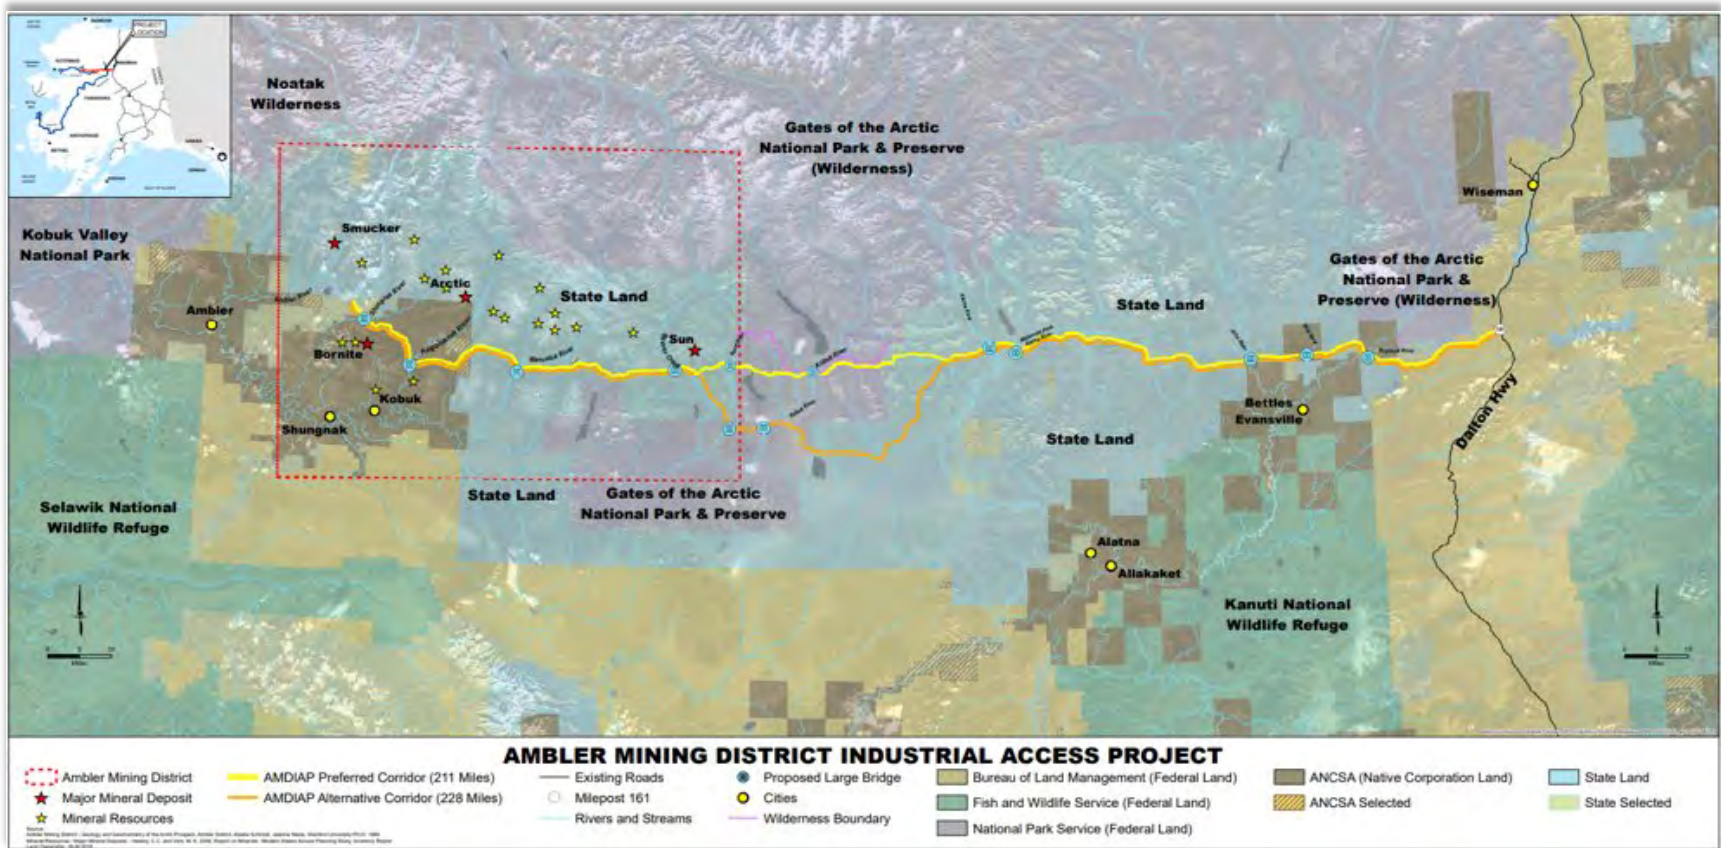 PROJECT
LOCATION
Noatak
Wilderness
Gates of the Arctic
National Park & Preserve
(Wilderness)
Wiseman
Kobuk Valley
National Park
Smucker
Arctic
State Land
Gates of the Arctic
National Park &
Preserve (Wilderness)
State Land
Ambler
Bornite
Sun
Kobuk
Shungnak
Bettles
Evansville
Dalton Hwy
State Land
State Land
Gates of the Arctic
National Park & Preserve
Selawik National
Wildlife Refuge
Alatna
Allakaket
Kanuti National
Wildlife Refuge
Miles
Miles
AMBLER MINING DISTRICT INDUSTRIAL ACCESS PROJECT
Ambler Mining District
Major Mineral Deposit
Mineral Resources
AMDIAP Preferred Corridor (211 Miles)
AMDIAP Alternative Corridor (228 Miles)
Existing Roads
Milepost 161
Rivers and Streams
Proposed Large Bridge
Cities
Wilderness Boundary
Bureau of Land Management (Federal Land)
Fish and Wildlife Service (Federal Land)
National Park Service (Federal Land)
ANCSA (Native Corporation Land)
ANCSA Selected
State Land
State Selected